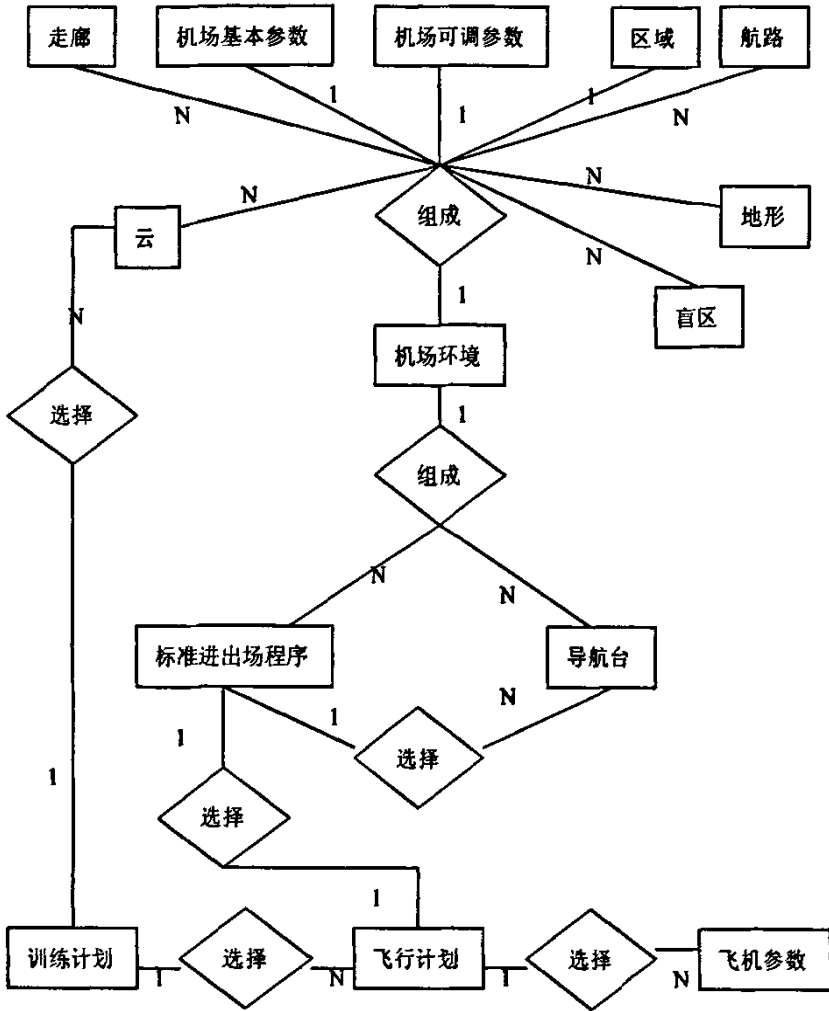 走廊
机场基本参数
机场可调参数
区域
航路
N
1
1
1
N
云
N
组成
N
地形
N
盲区
1
N
机场环境
1
选择
组成
N
N
标准进出场程序
导航台
1
1
N
选择
1
选择
1
训练计划
1
选择
N
飞行计划
1
选择
N
飞机参数